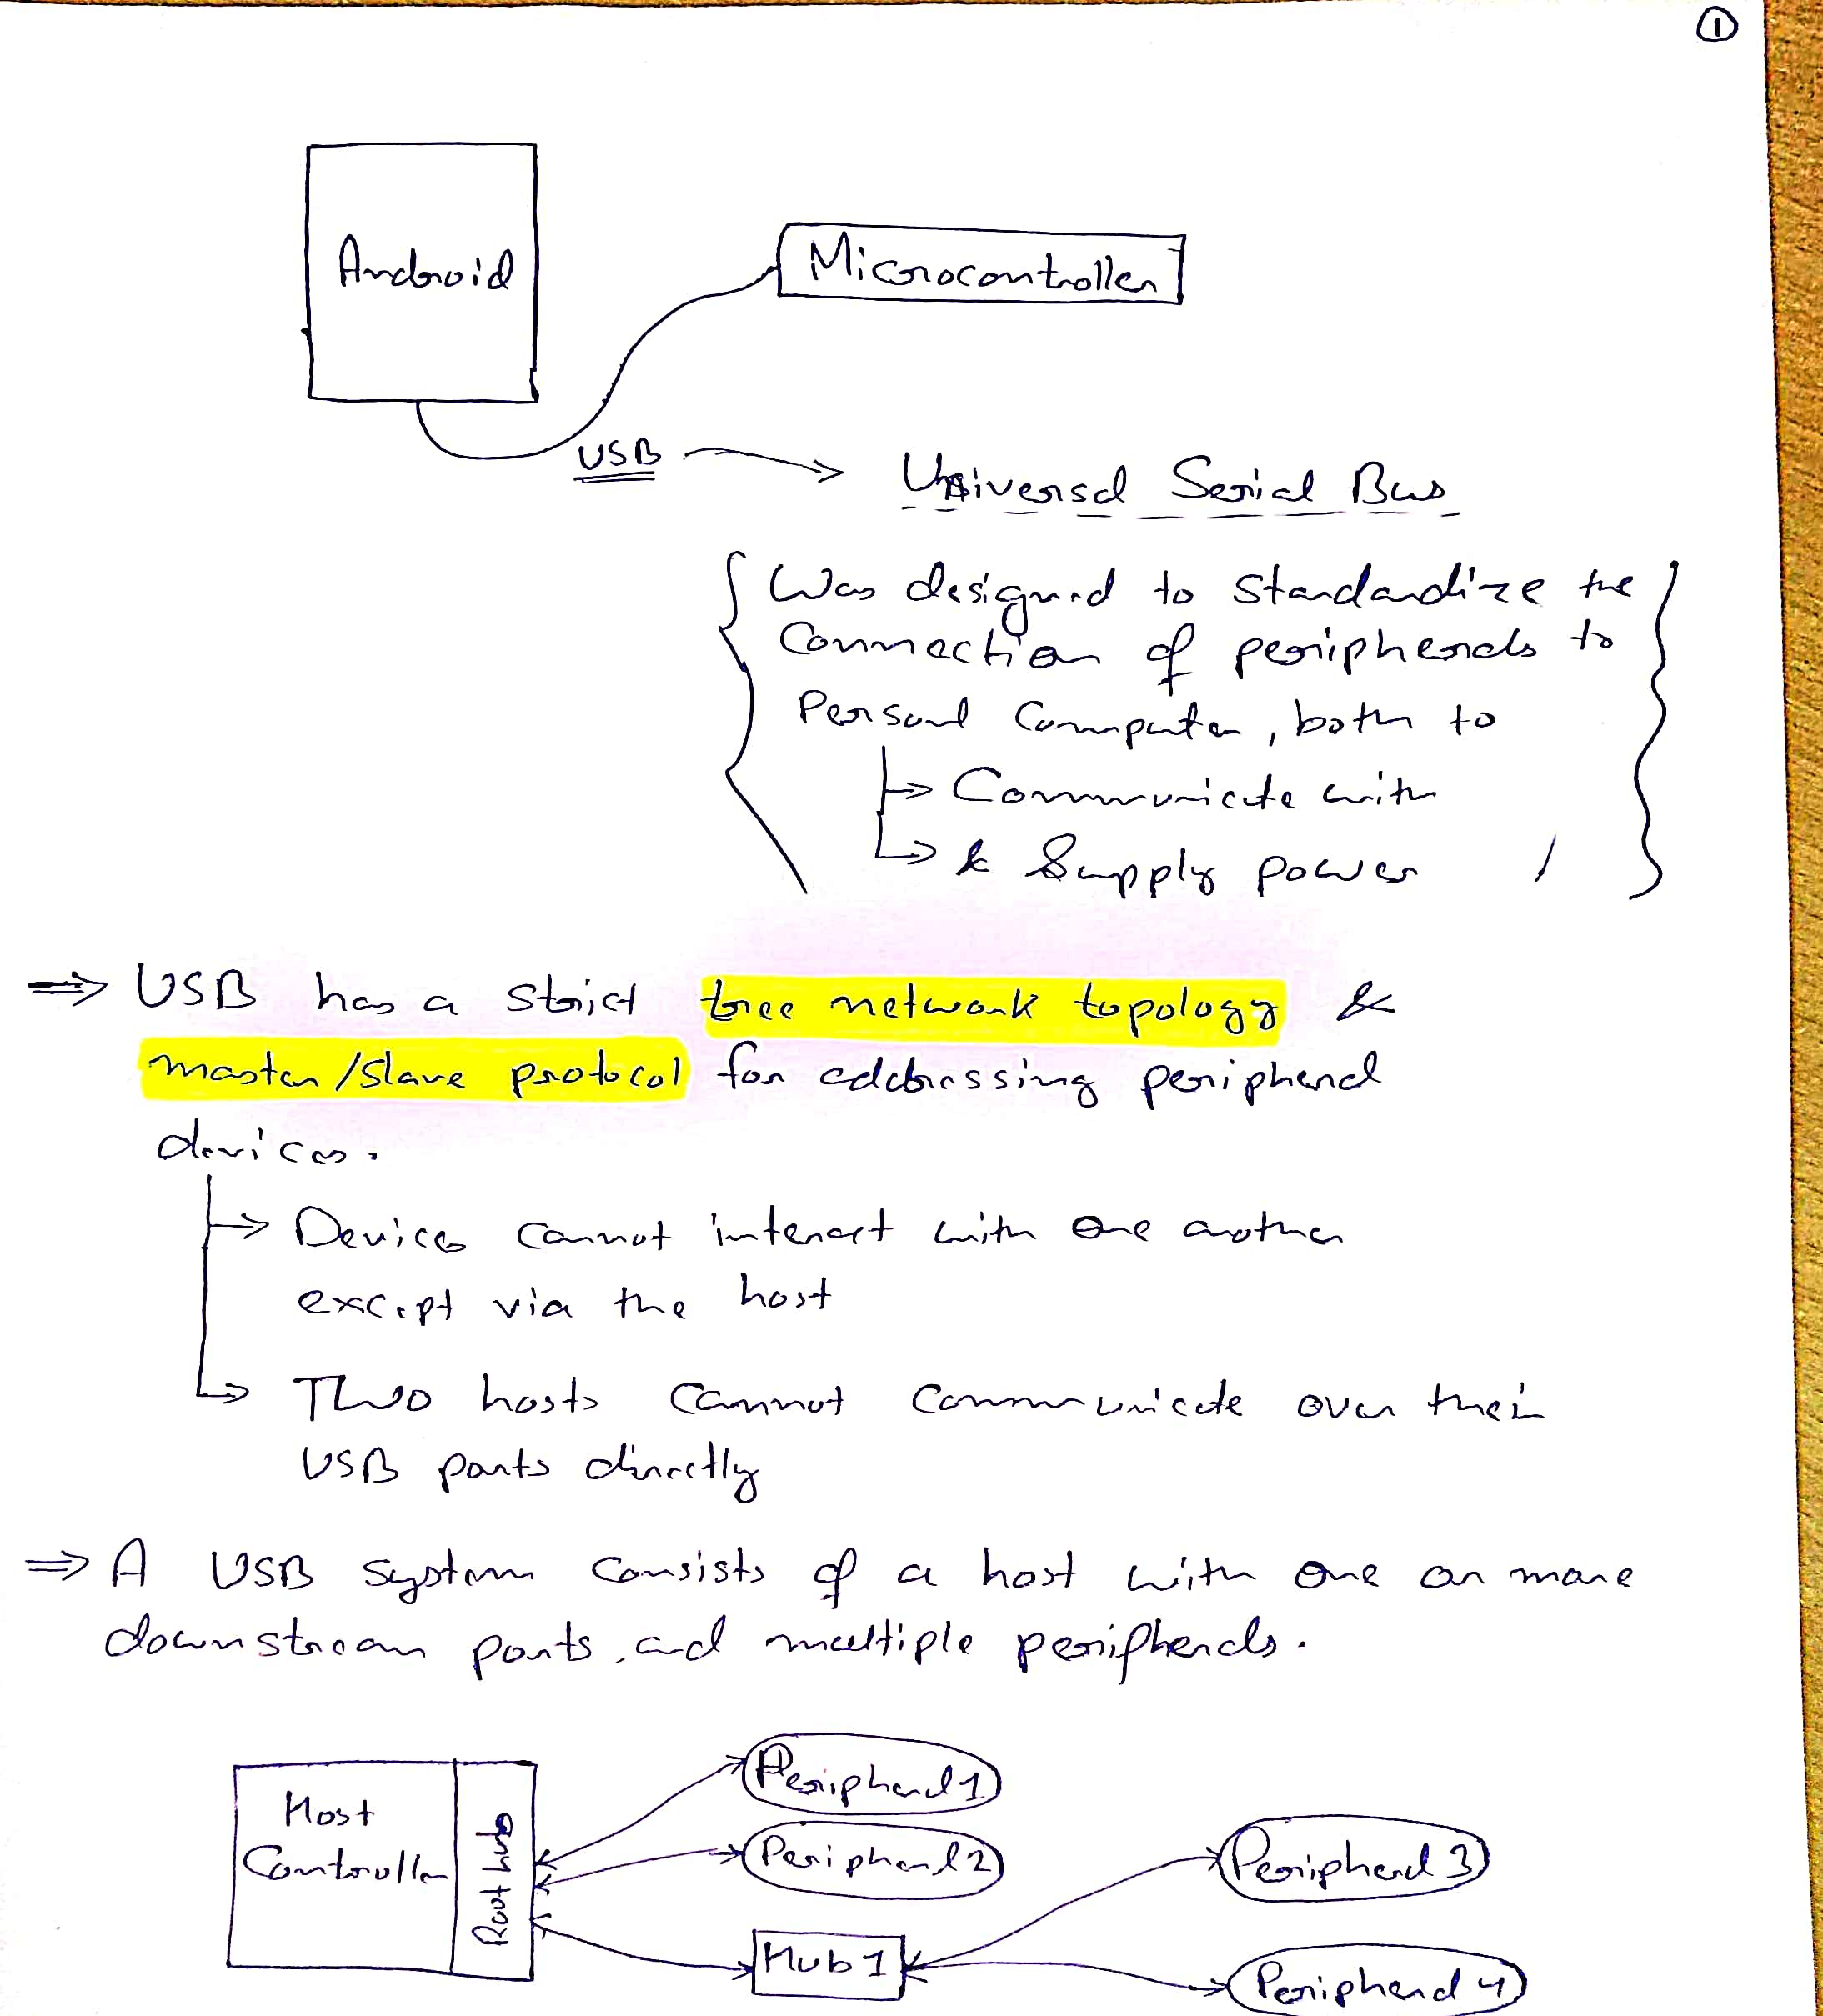 ①
Android
Microcontroller
USB → Universal Serial Bus
Was designed to standardize the
Connection of peripherals to
Personal Computer, both to
→ Communicate with
→ & Supply power
⇒ USB has a strict tree network topology &
master/slave protocol for addressing peripheral
devices.
→ Devices cannot interact with one another
except via the host
→ Two hosts cannot communicate over their
USB ports directly
⇒ A USB system consists of a host with one or more
downstream ports, and multiple peripherals.
Host
Controller
Root hub
Peripheral 1
Peripheral 2
Hub 1
Peripheral 3
Peripheral 4